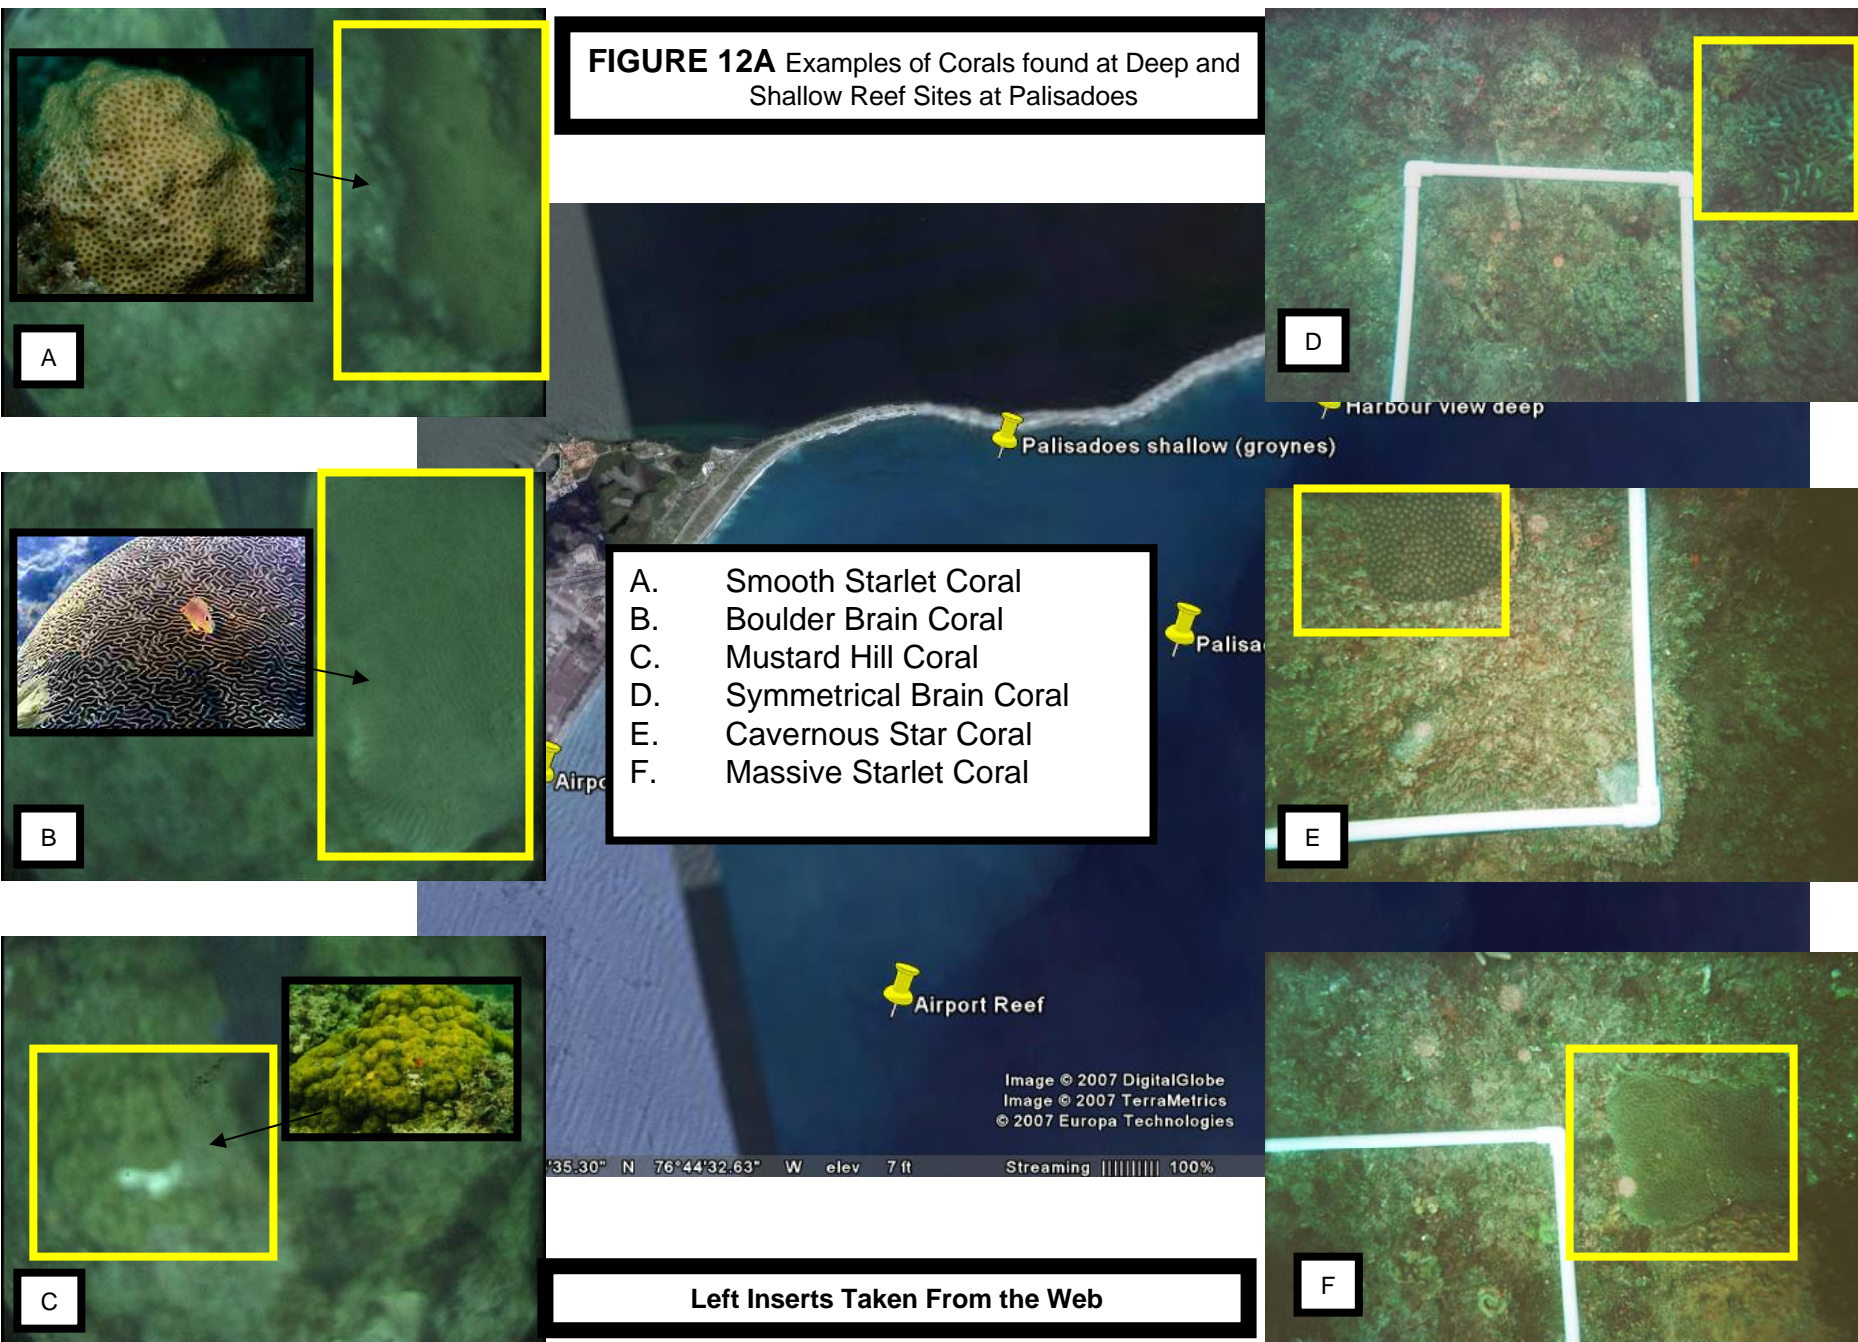 FIGURE 12A Examples of Corals found at Deep and
Shallow Reef Sites at Palisadoes
A
D
Harbour view deep
Palisadoes shallow (groynes)
A. Smooth Starlet Coral
B. Boulder Brain Coral
C. Mustard Hill Coral
D. Symmetrical Brain Coral
E. Cavernous Star Coral
F. Massive Starlet Coral
Palisa
Airpo
B
E
Airport Reef
Image © 2007 DigitalGlobe
Image © 2007 TerraMetrics
© 2007 Europa Technologies
'35.30" N 76°44'32.63" W elev 7 ft Streaming |||||||||| 100%
C
F
Left Inserts Taken From the Web